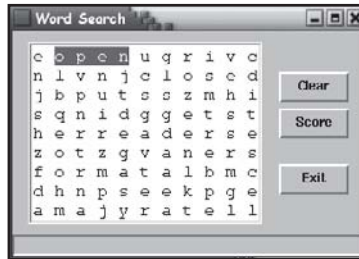 Word Search
e o p e n u g r i v c
n l v n j c l o s e d
j b p u t s s z m h i
s q n i d g g e t s t
h e r r e a d e r s e
z o t z g v a n e r s
f o r m a t a l b m c
d h n p s e e k p g e
a m a j y r a t e l l
Clear
Score
Exit